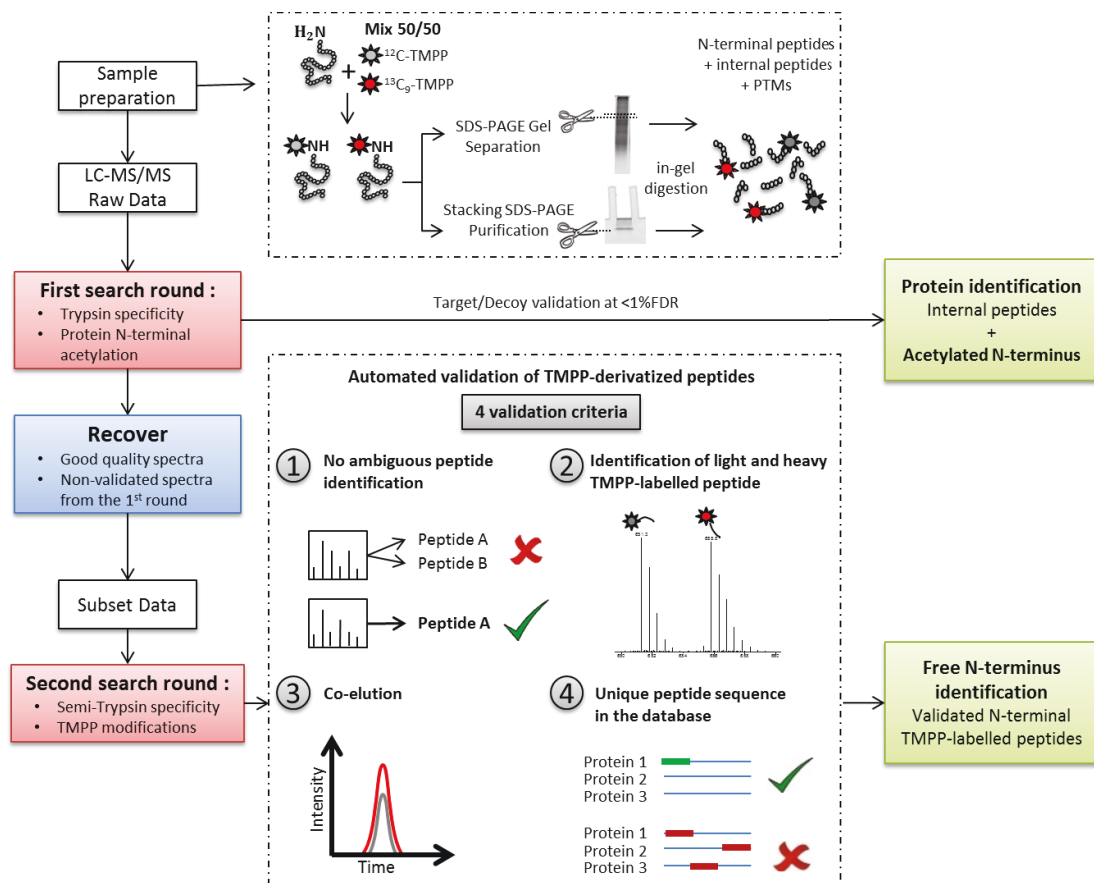 Sample
preparation
LC-MS/MS
Raw Data
First search round :
• Trypsin specificity
• Protein N-terminal
acetylation
Recover
• Good quality spectra
• Non-validated spectra
from the 1st round
Subset Data
Second search round :
• Semi-Trypsin specificity
• TMPP modifications
H2N
Mix 50/50
12C-TMPP
+
13C9-TMPP
NH
NH
SDS-PAGE Gel
Separation
Stacking SDS-PAGE
Purification
in-gel
digestion
N-terminal peptides
+ internal peptides
+ PTMs
Target/Decoy validation at <1%FDR
Protein identification
Internal peptides
+
Acetylated N-terminus
Automated validation of TMPP-derivatized peptides
4 validation criteria
1
No ambiguous peptide
identification
Peptide A
Peptide B
Peptide A
2
Identification of light and heavy
TMPP-labelled peptide
3
Co-elution
Intensity
Time
4
Unique peptide sequence
in the database
Protein 1
Protein 2
Protein 3
Protein 1
Protein 2
Protein 3
Free N-terminus
identification
Validated N-terminal
TMPP-labelled peptides